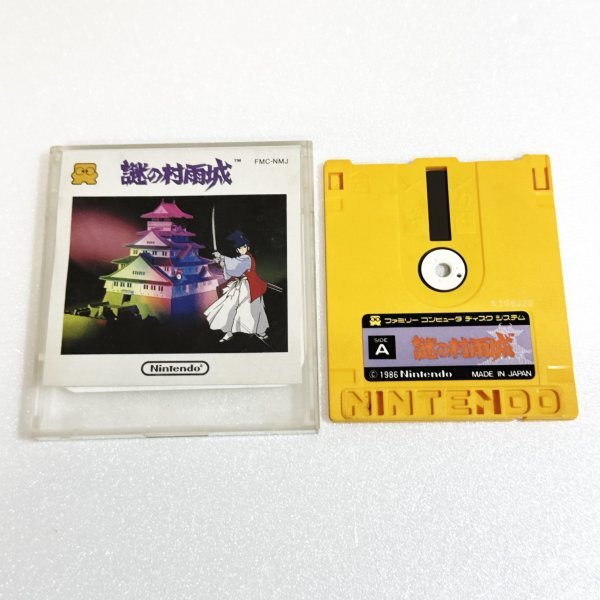 謎の村雨城™
FMC-NMJ
Nintendo®
ファミリー コンピュータ ディスク システム
SIDE
A
謎の村雨城
© 1986 Nintendo
MADE IN JAPAN
NINTENDO